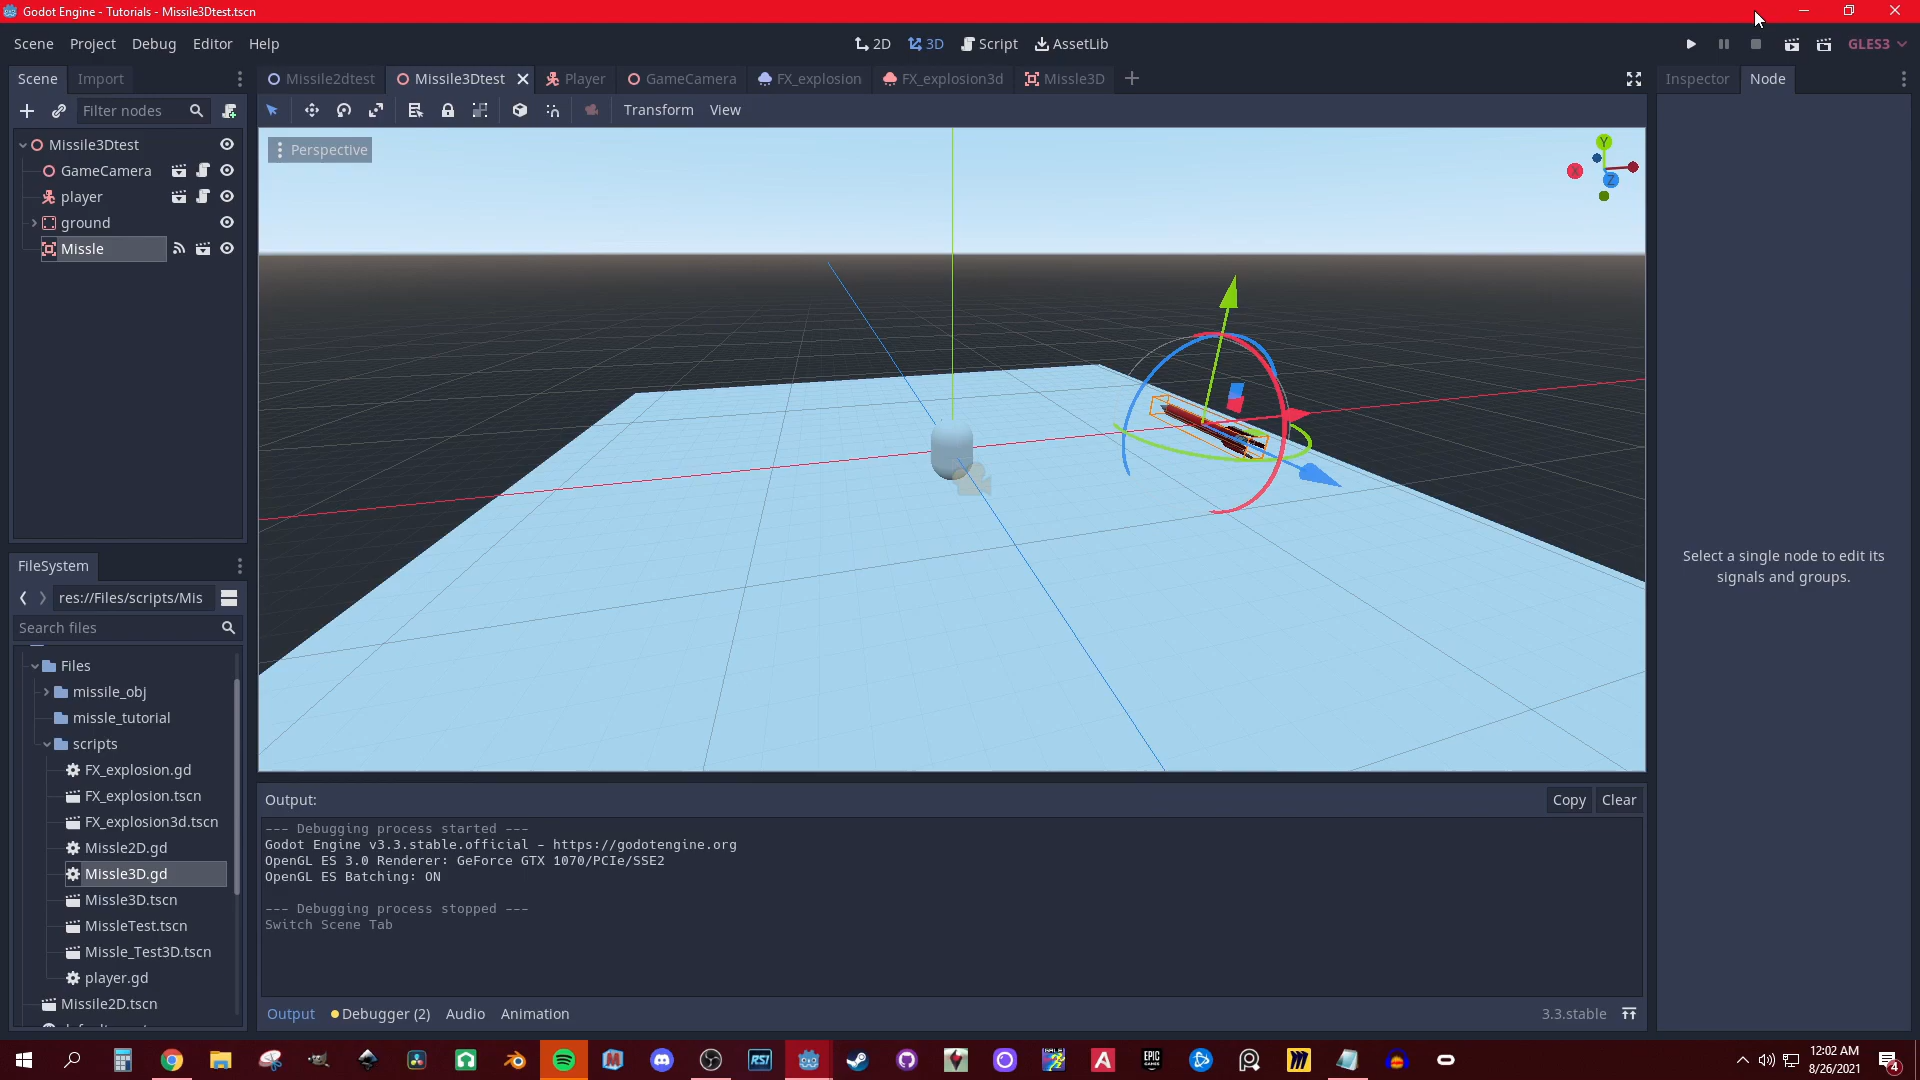 Godot Engine - Tutorials - Missile3Dtest.tscn
Scene Project Debug Editor Help
2D 3D Script AssetLib
GLES3
Scene Import
Missile2dtest Missile3Dtest Player GameCamera FX_explosion FX_explosion3d Missle3D
Inspector Node
Filter nodes
Transform View
Missile3Dtest
GameCamera
player
ground
Missle
Perspective
Y
X
Z
Select a single node to edit its
signals and groups.
FileSystem
res://Files/scripts/Mis
Search files
Files
missile_obj
missle_tutorial
scripts
FX_explosion.gd
FX_explosion.tscn
FX_explosion3d.tscn
Missle2D.gd
Missle3D.gd
Missle3D.tscn
MissleTest.tscn
Missle_Test3D.tscn
player.gd
Missile2D.tscn
Output:
Copy Clear
--- Debugging process started ---
Godot Engine v3.3.stable.official - https://godotengine.org
OpenGL ES 3.0 Renderer: GeForce GTX 1070/PCIe/SSE2
OpenGL ES Batching: ON
--- Debugging process stopped ---
Switch Scene Tab
Output Debugger (2) Audio Animation
3.3.stable
RSI
EPIC
GAMES
12:02 AM
8/26/2021
4